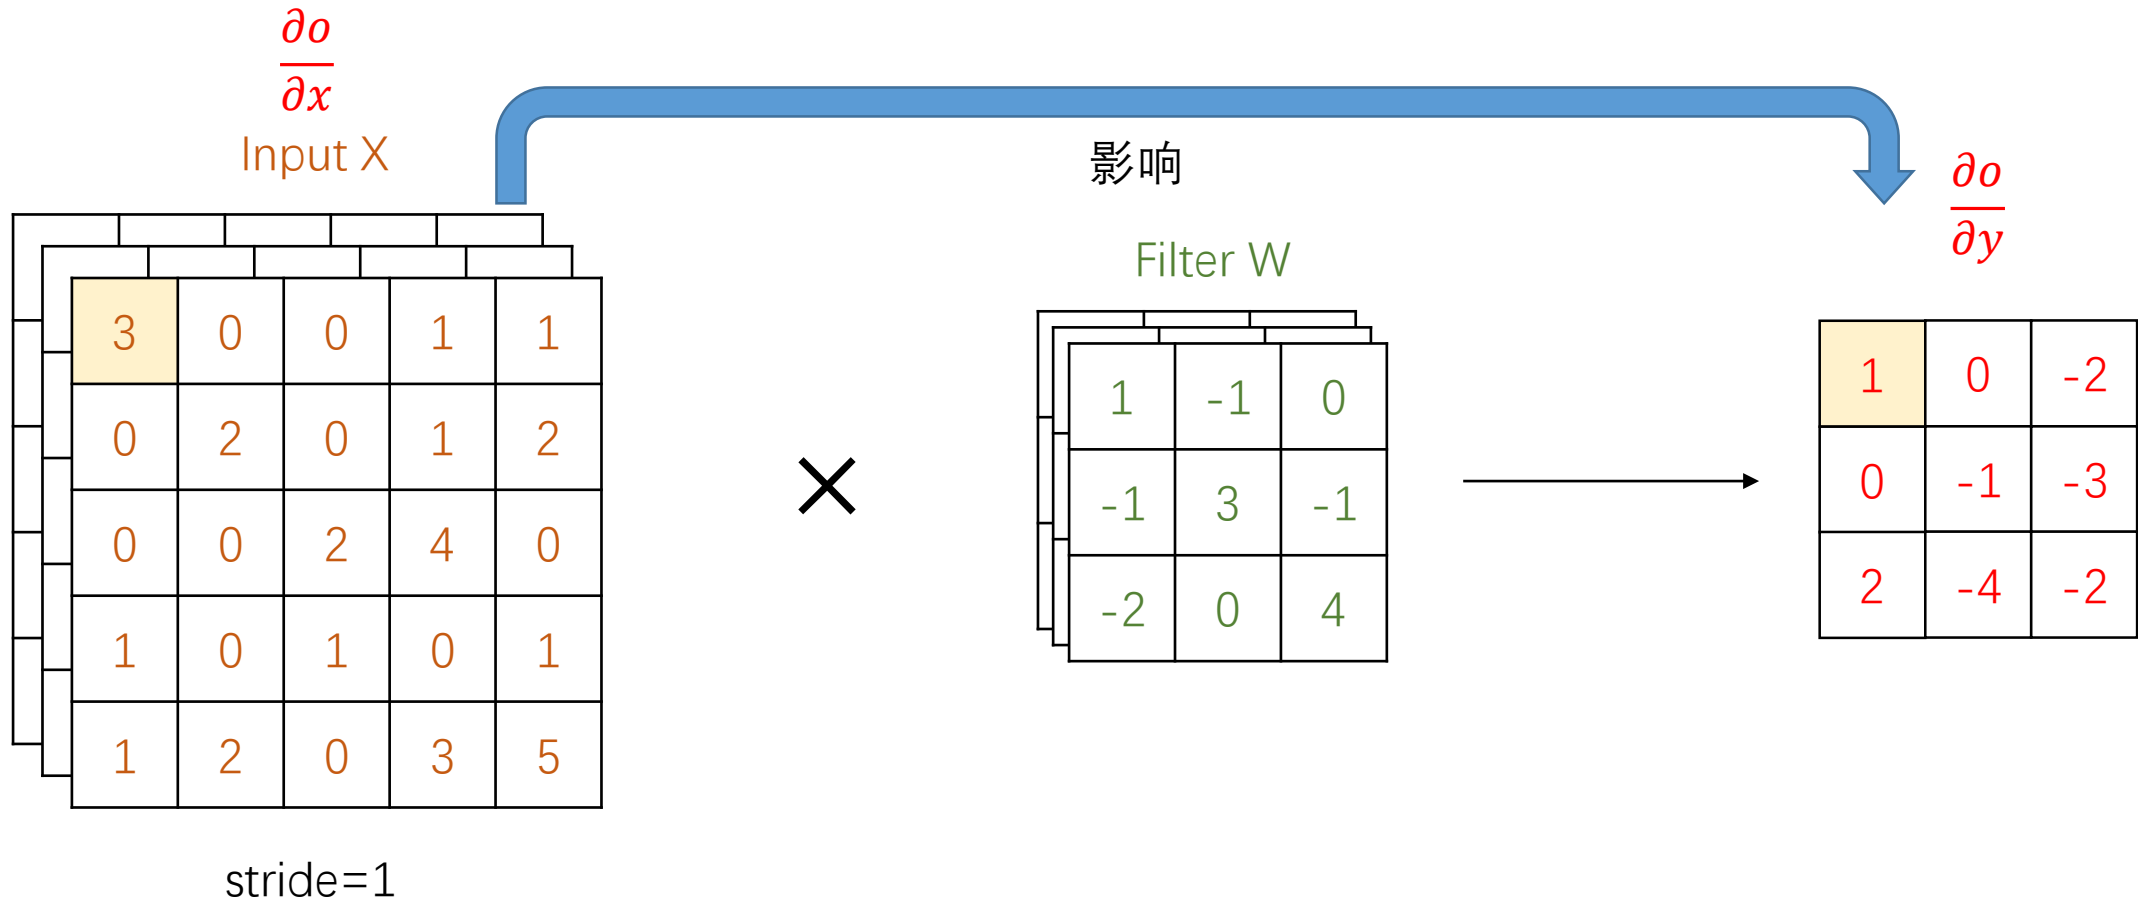 ∂o
∂x
Input X
影响
∂o
∂y
Filter W
3 0 0 1 1
0 2 0 1 2
0 0 2 4 0
1 0 1 0 1
1 2 0 3 5
×
1 -1 0
-1 3 -1
-2 0 4
1 0 -2
0 -1 -3
2 -4 -2
stride=1